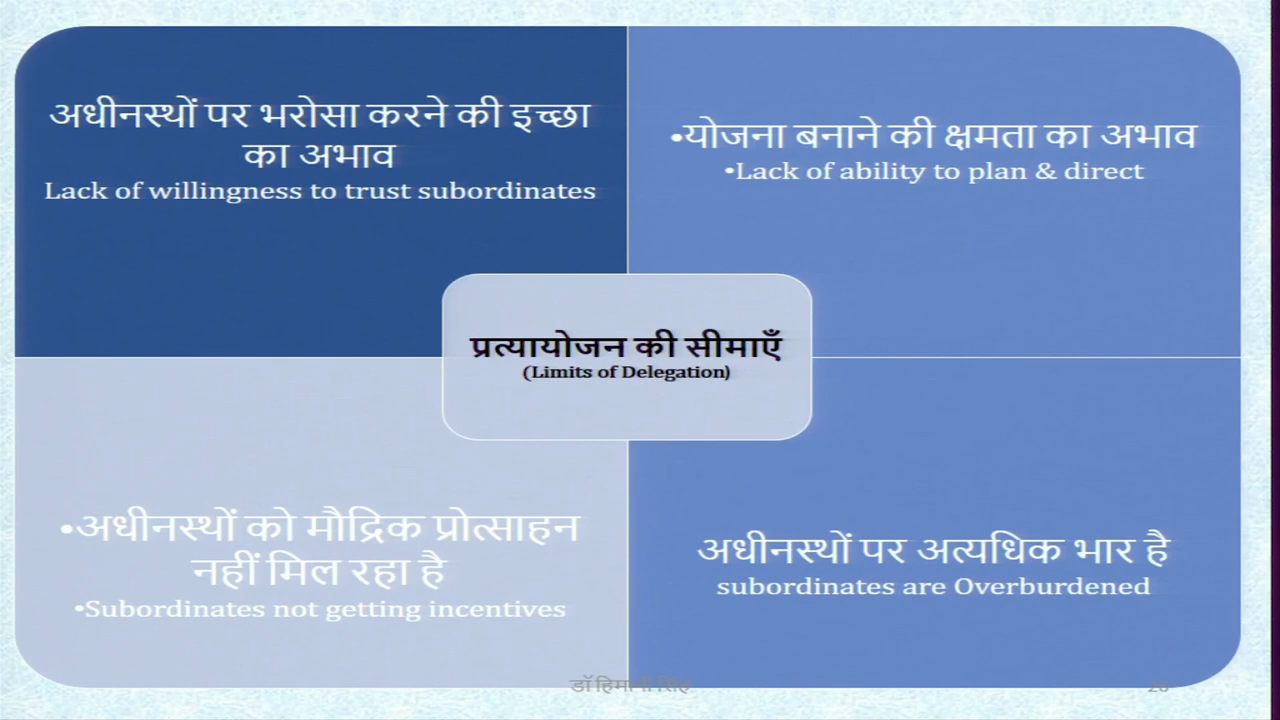 अधीनस्थों पर भरोसा करने की इच्छा
का अभाव
Lack of willingness to trust subordinates
•योजना बनाने की क्षमता का अभाव
•Lack of ability to plan & direct
प्रत्यायोजन की सीमाएँ
(Limits of Delegation)
•अधीनस्थों को मौद्रिक प्रोत्साहन
नहीं मिल रहा है
•Subordinates not getting incentives
अधीनस्थों पर अत्यधिक भार है
subordinates are Overburdened
डॉ हिमानी सिंह